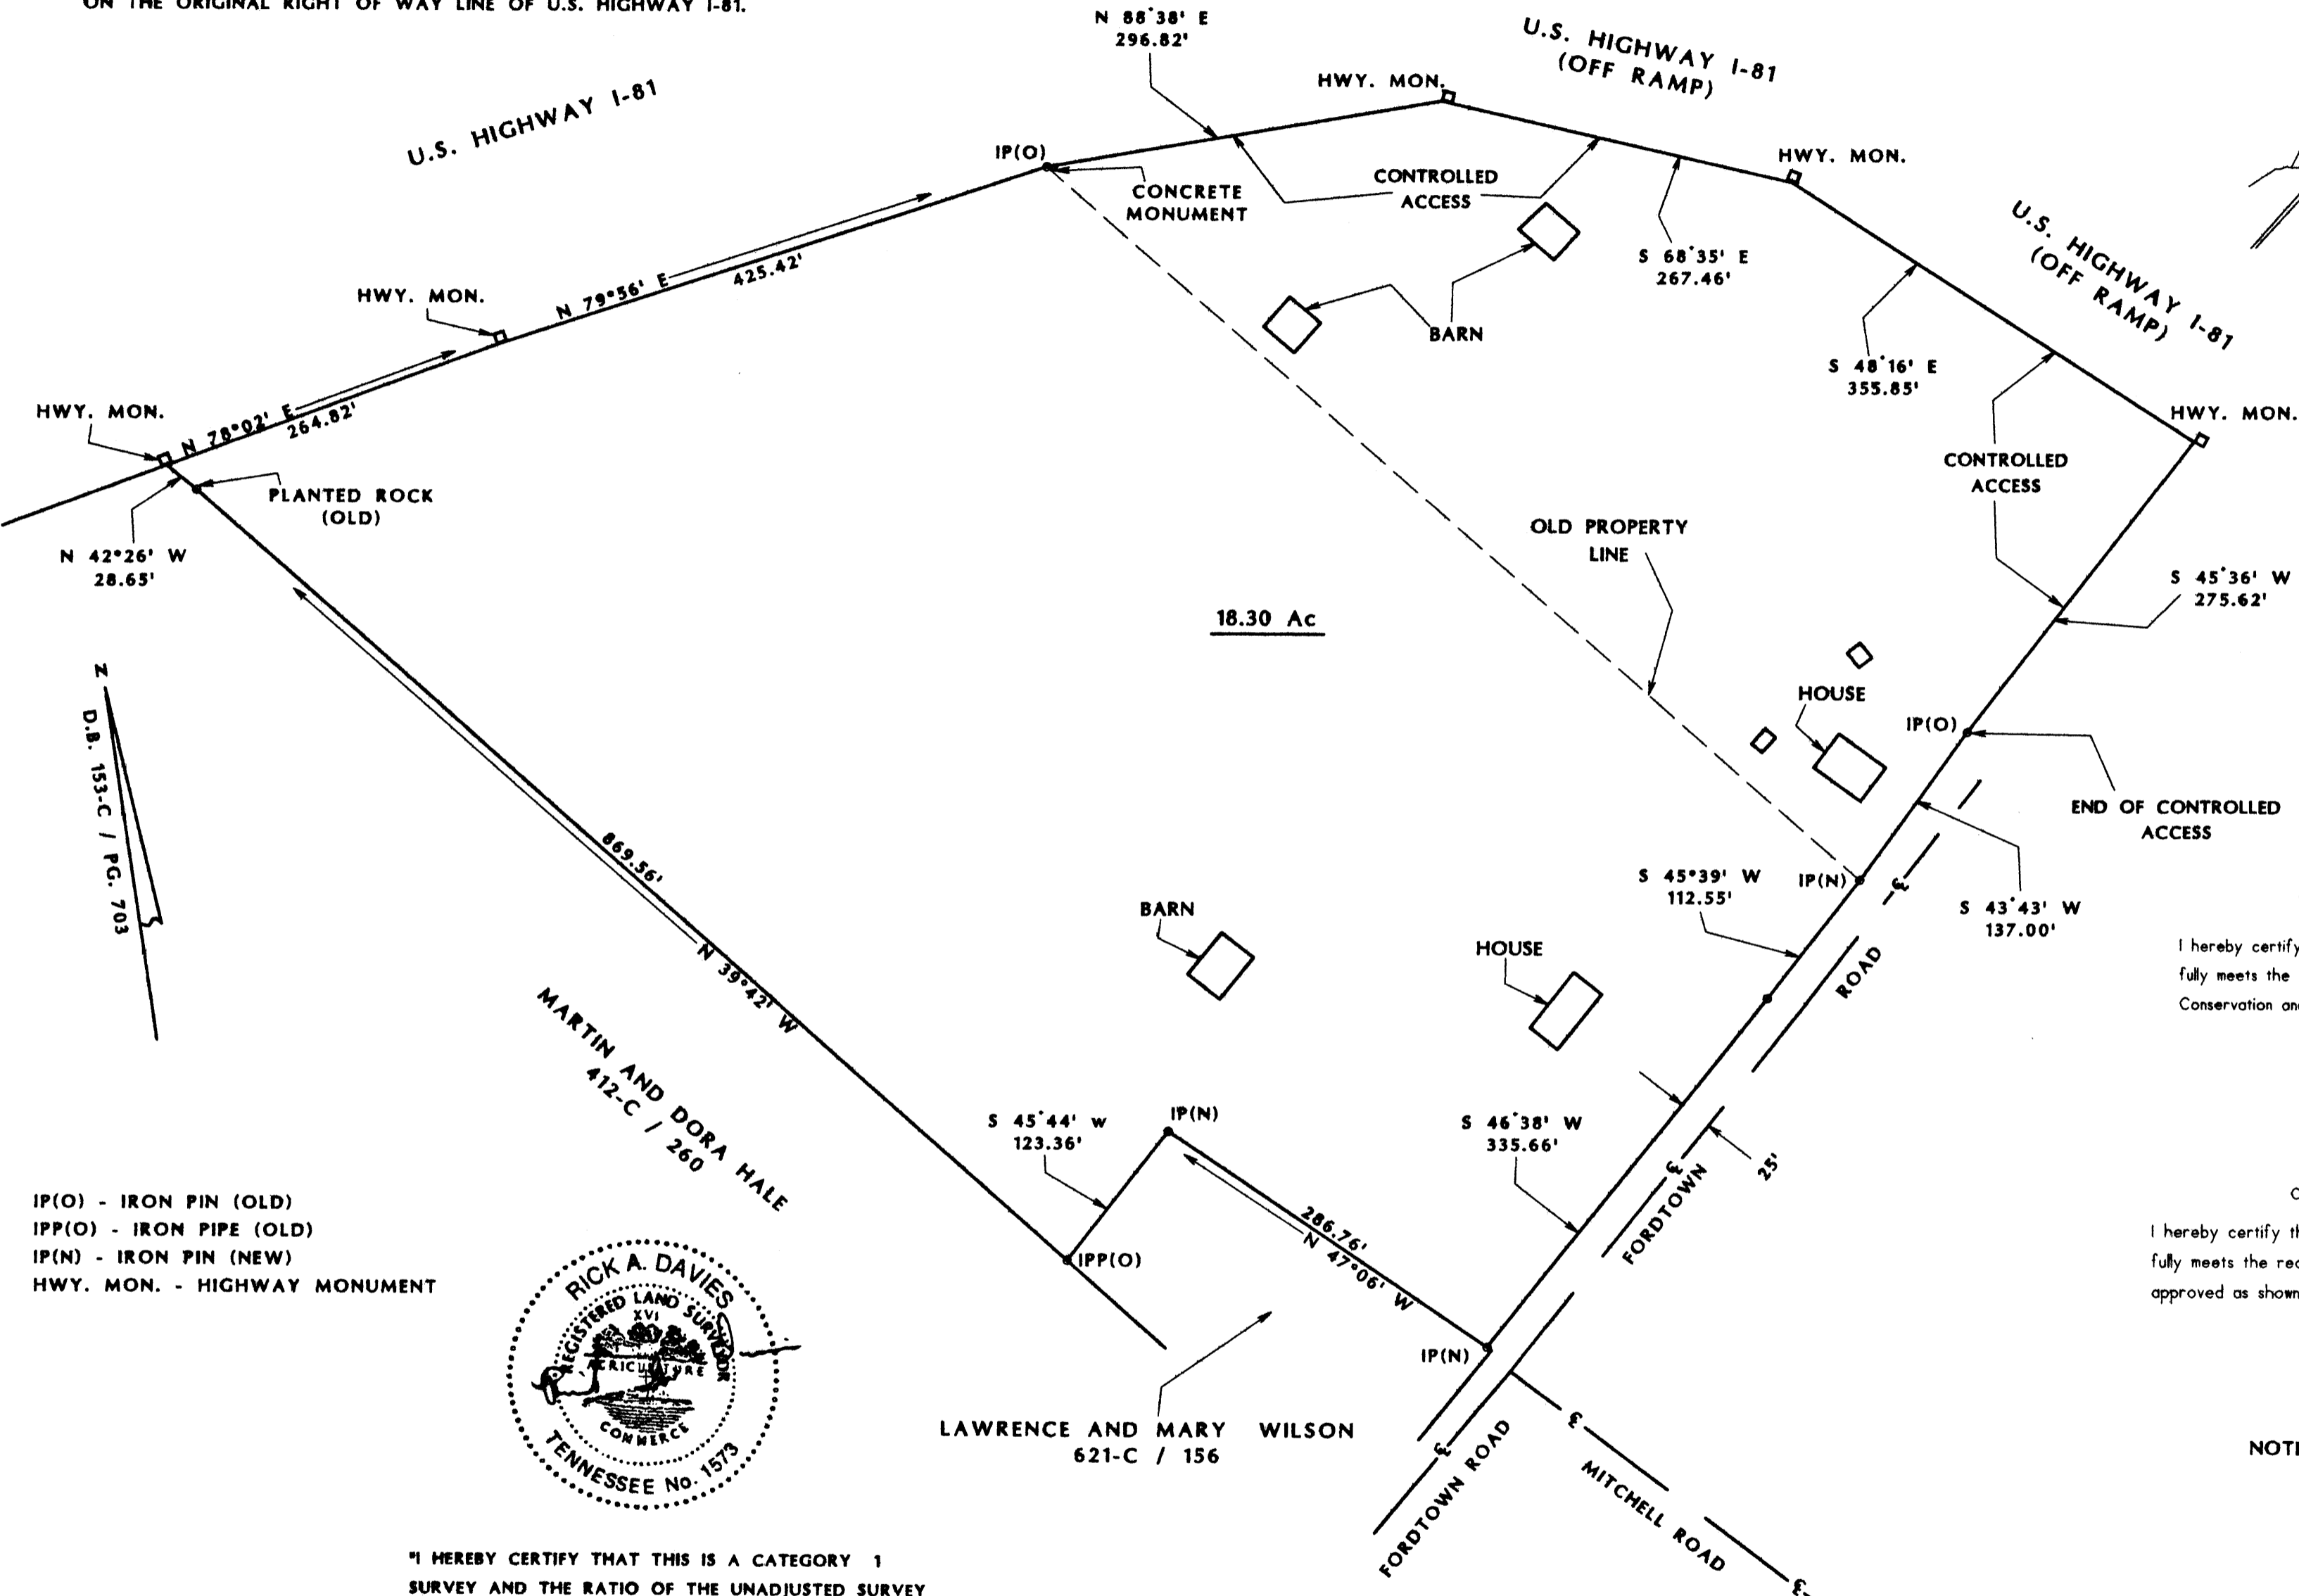 ON THE ORIGINAL RIGHT OF WAY LINE OF U.S. HIGHWAY I-81.
N 88°38' E
296.82'
U.S. HIGHWAY I-81
(OFF RAMP)
HWY. MON.
U.S. HIGHWAY I-81
IP(O)
CONCRETE
MONUMENT
CONTROLLED
ACCESS
HWY. MON.
S 68°35' E
267.46'
U.S. HIGHWAY I-81
(OFF RAMP)
N 79°56' E
425.42'
HWY. MON.
BARN
S 48°16' E
355.85'
HWY. MON.
HWY. MON.
N 78°02' E
264.82'
CONTROLLED
ACCESS
PLANTED ROCK
(OLD)
N 42°26' W
28.65'
OLD PROPERTY
LINE
S 45°36' W
275.62'
18.30 Ac
N
D.B. 153-C / PG. 703
HOUSE
IP(O)
END OF CONTROLLED
ACCESS
869.56'
N 39°42' W
S 45°39' W
112.55'
IP(N)
S 43°43' W
137.00'
BARN
HOUSE
ROAD
I hereby certify
fully meets the
Conservation and
MARTIN AND DORA HALE
412-C / 260
S 45°44' w
123.36'
IP(N)
S 46°38' W
335.66'
25'
FORDTOWN
IP(O) - IRON PIN (OLD)
IPP(O) - IRON PIPE (OLD)
IP(N) - IRON PIN (NEW)
HWY. MON. - HIGHWAY MONUMENT
286.76'
N 47°06' W
IPP(O)
I hereby certify th
fully meets the rec
approved as shown
RICK A. DAVIES
REGISTERED LAND SURVEYOR
XVI
AGRICULTURE
COMMERCE
TENNESSEE No. 1573
IP(N)
LAWRENCE AND MARY WILSON
621-C / 156
FORDTOWN ROAD
MITCHELL ROAD
NOTE
"I HEREBY CERTIFY THAT THIS IS A CATEGORY 1
SURVEY AND THE RATIO OF THE UNADJUSTED SURVEY